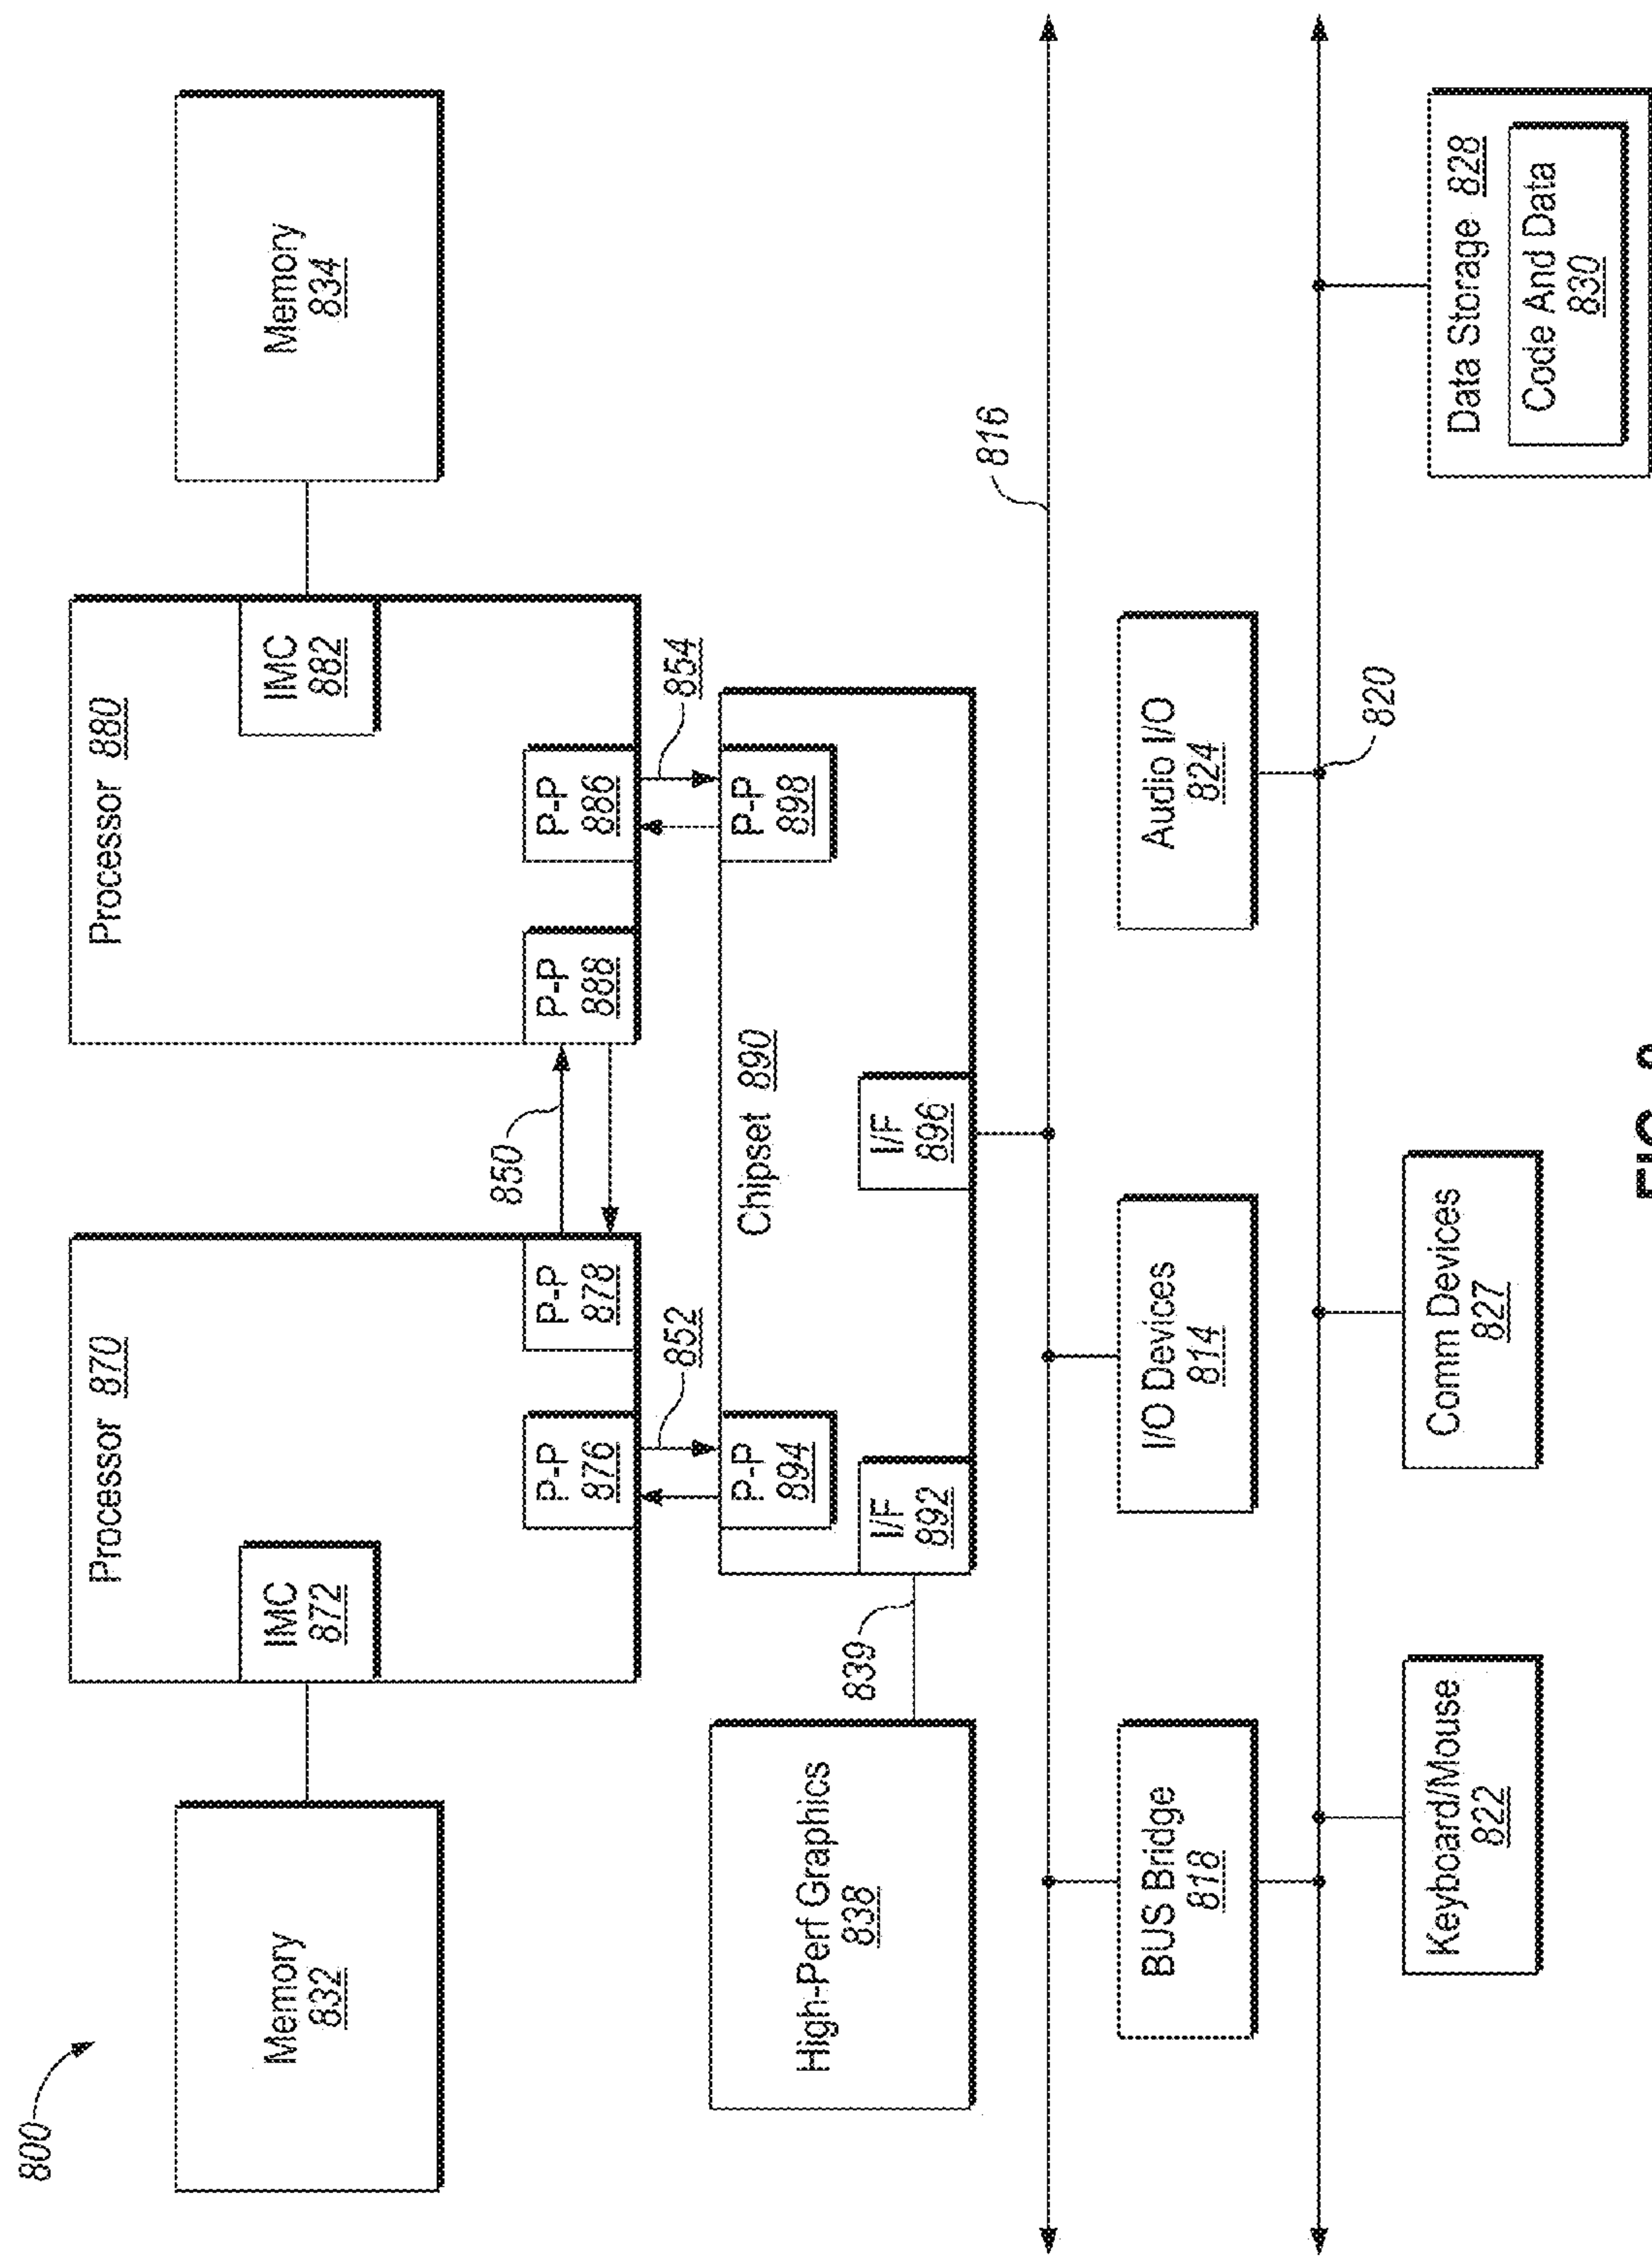 800
Memory
832
Processor 870
IMC
872
P-P
876
P-P
878
850
Processor 880
IMC
882
P-P
888
P-P
886
Memory
834
852
854
High-Perf Graphics
838
839
Chipset 890
P-P
894
P-P
898
I/F
892
I/F
896
816
BUS Bridge
818
I/O Devices
814
Audio I/O
824
820
Keyboard/Mouse
822
Comm Devices
827
Data Storage 828
Code And Data
830